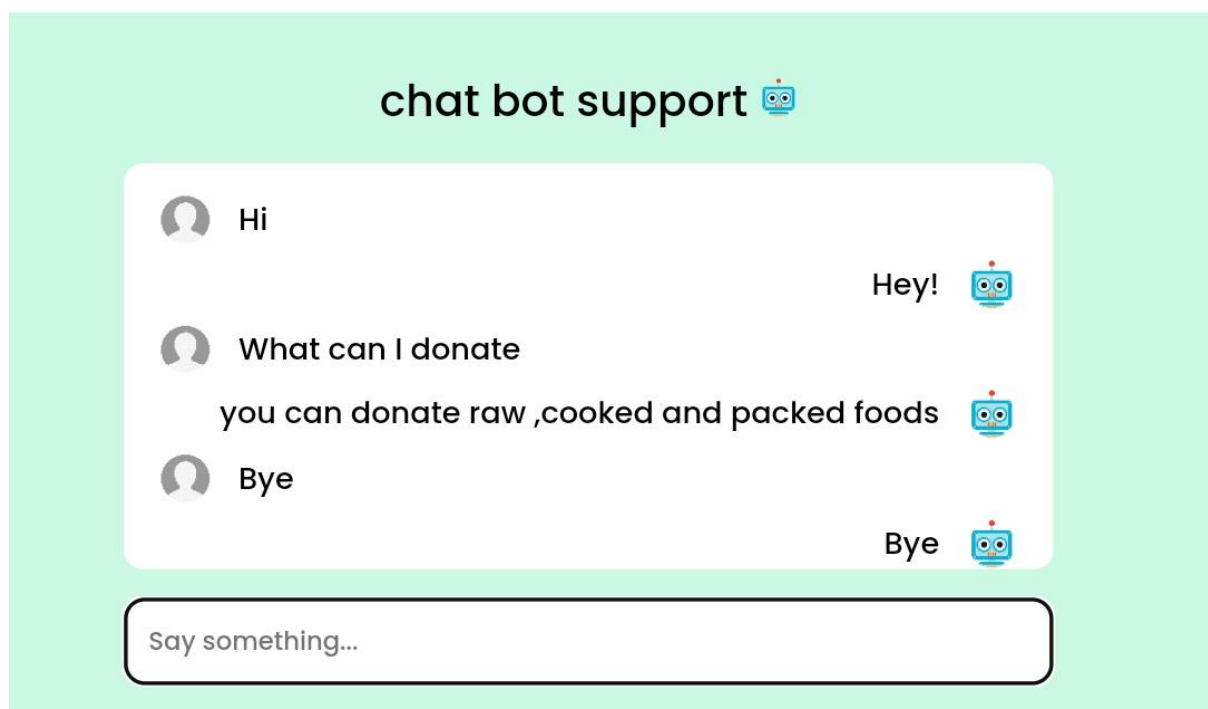 chat bot support
Hi
Hey!
What can I donate
you can donate raw ,cooked and packed foods
Bye
Bye
Say something...